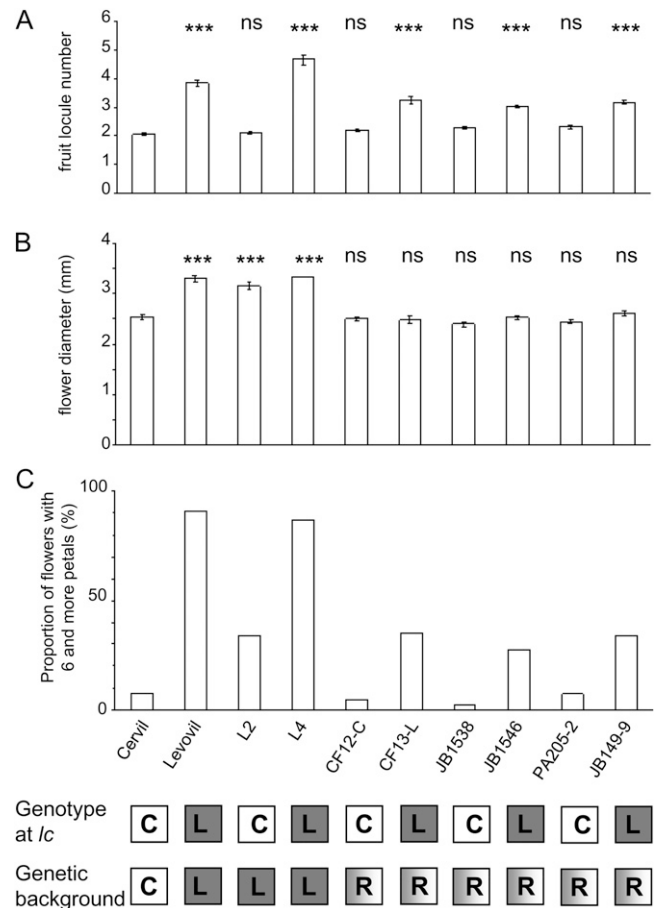 A
fruit locule number
6
5
4
3
2
1
0
*** ns *** ns *** ns *** ns ***
B
flower diameter (mm)
4
3
2
1
0
*** *** *** ns ns ns ns ns ns
C
Proportion of flowers with
6 and more petals (%)
100
50
0
Cervil
Levovil
L2
L4
CF12-C
CF13-L
JB1538
JB1546
PA205-2
JB149-9
Genotype
at lc
C L C L C L C L C L
Genetic
background
C L L L R R R R R R